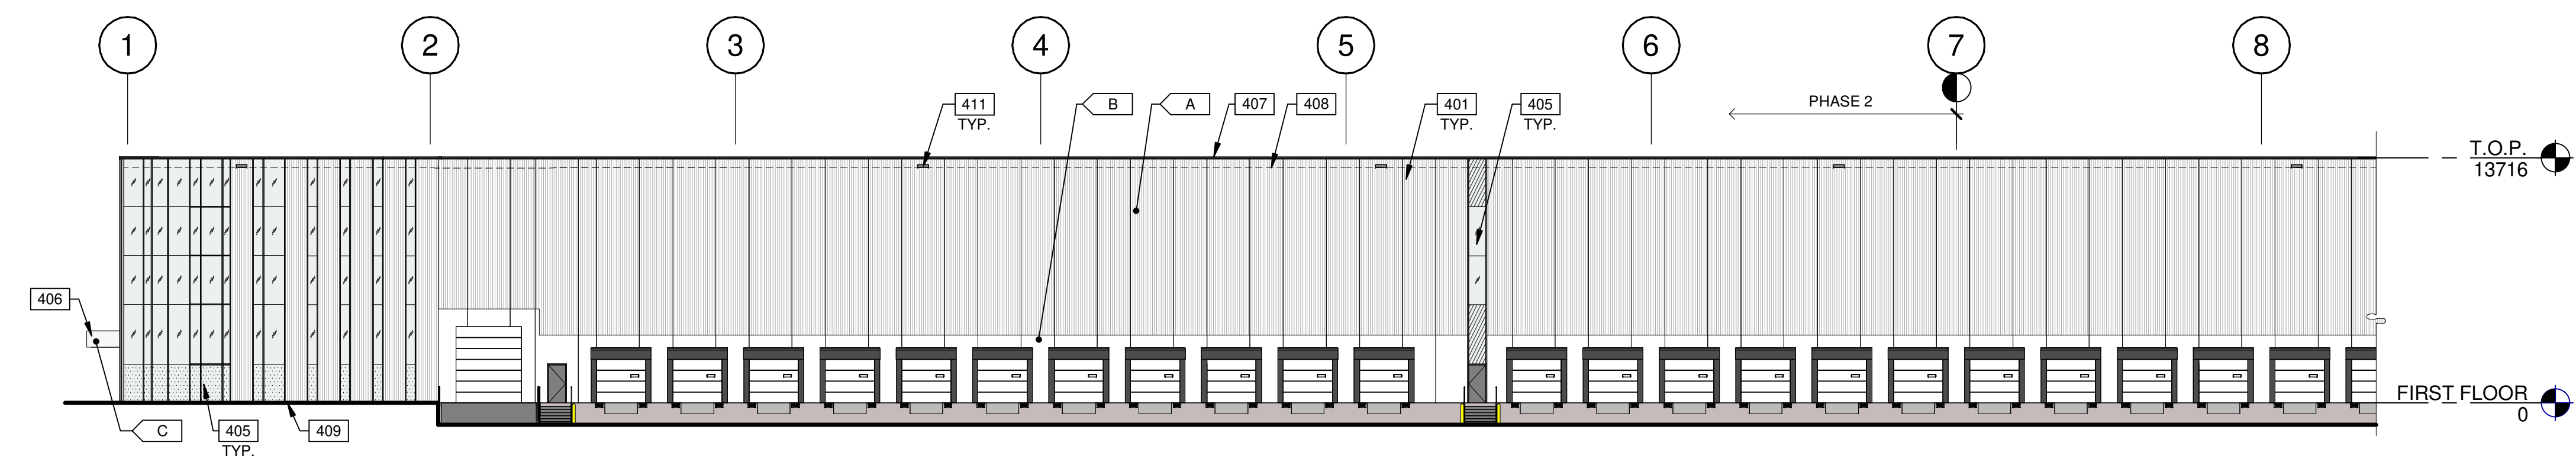 1 2 3 4 5 6 7 8
411
TYP.
B
A
407
408
401
TYP.
405
TYP.
PHASE 2
T.O.P.
13716
406
FIRST FLOOR
0
C
405
TYP.
409